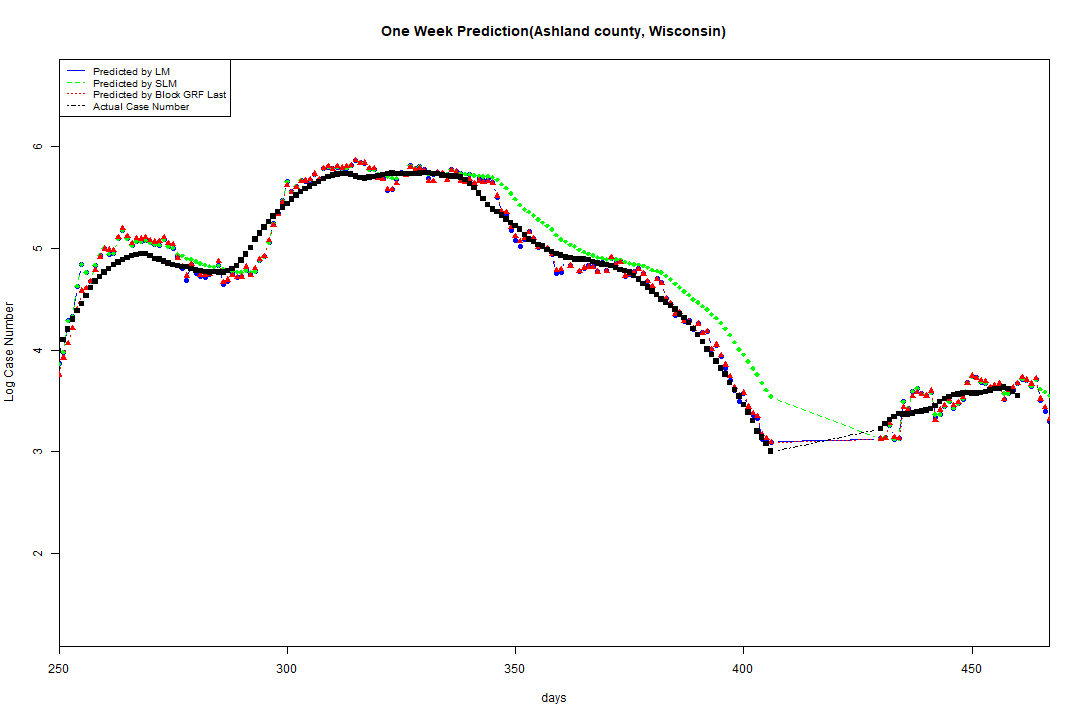 One Week Prediction(Ashland county, Wisconsin)
Predicted by LM
Predicted by SLM
Predicted by Block GRF Last
Actual Case Number
6
5
4
3
2
Log Case Number
250 300 350 400 450
days